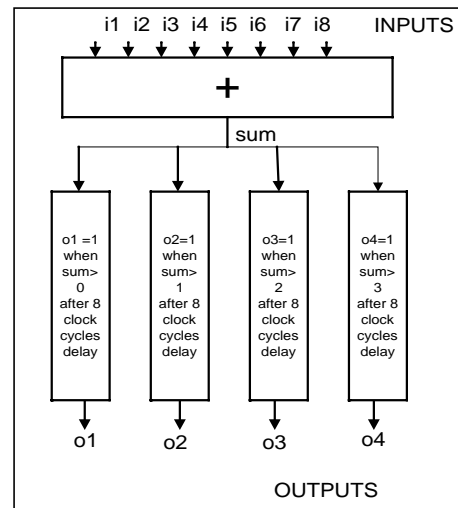 i1 i2 i3 i4 i5 i6 i7 i8 INPUTS
+
sum
o1 =1
when
sum>
0
after 8
clock
cycles
delay
o2=1
when
sum>
1
after 8
clock
cycles
delay
o3=1
when
sum>
2
after 8
clock
cycles
delay
o4=1
when
sum>
3
after 8
clock
cycles
delay
o1 o2 o3 o4
OUTPUTS